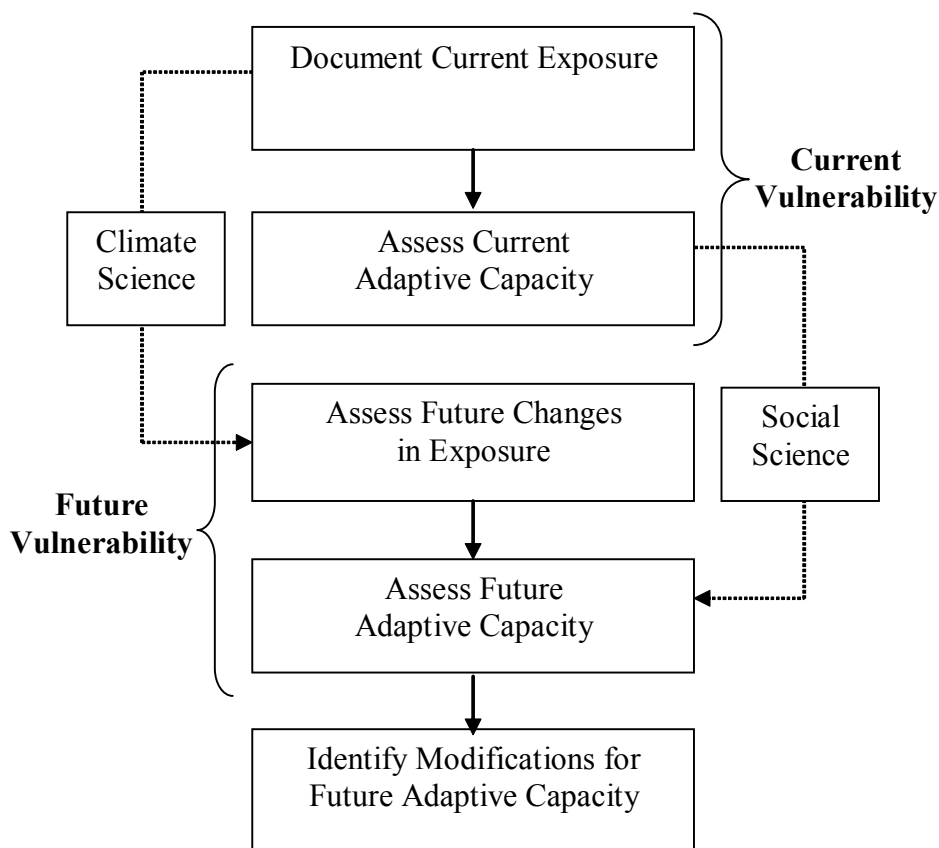 Document Current Exposure
Current
Vulnerability
Climate
Science
Assess Current
Adaptive Capacity
Assess Future Changes
in Exposure
Social
Science
Future
Vulnerability
Assess Future
Adaptive Capacity
Identify Modifications for
Future Adaptive Capacity